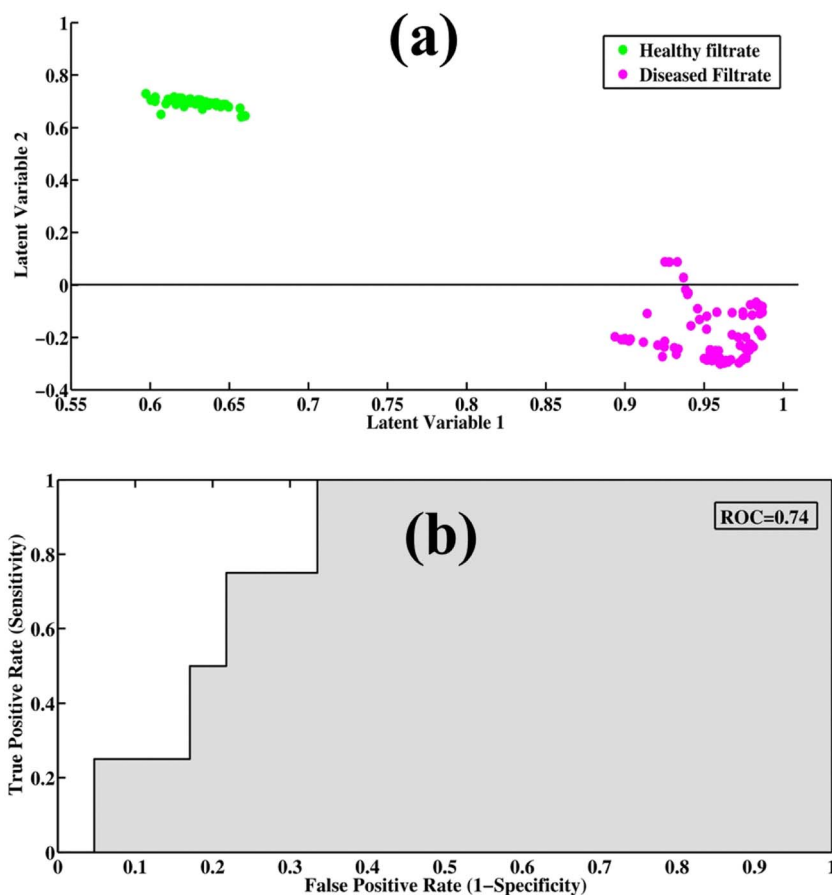 (a)
1
0.8
0.6
0.4
0.2
0
−0.2
−0.4
Latent Variable 2
Healthy filtrate
Diseased Filtrate
0.55 0.6 0.65 0.7 0.75 0.8 0.85 0.9 0.95 1
Latent Variable 1
(b)
1
0.8
0.6
0.4
0.2
0
True Positive Rate (Sensitivity)
ROC=0.74
0 0.1 0.2 0.3 0.4 0.5 0.6 0.7 0.8 0.9 1
False Positive Rate (1−Specificity)